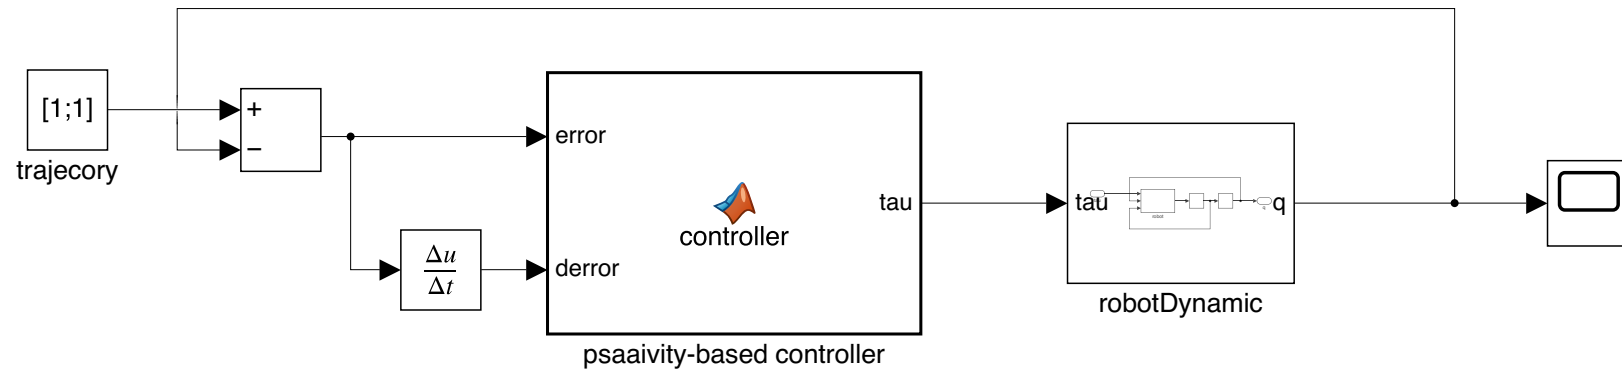 [1;1]
trajecory
+
−
Δu
Δt
error
derror
controller
tau
psaaivity-based controller
tau
q
robotDynamic